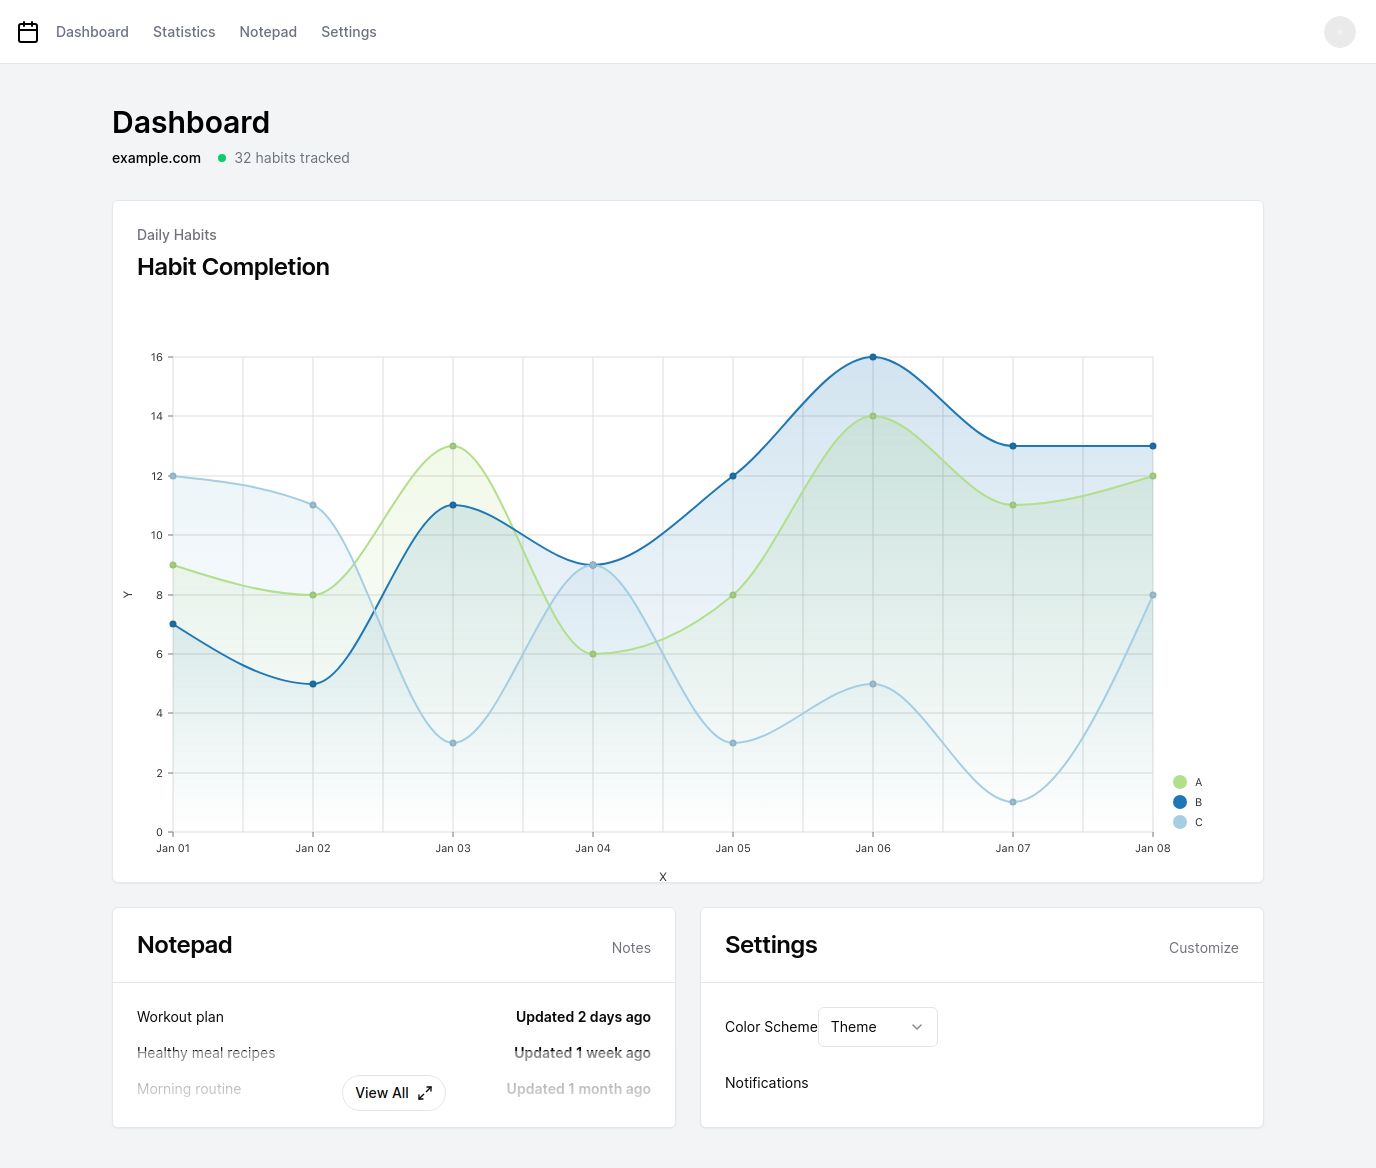 Dashboard Statistics Notepad Settings
Dashboard
example.com 32 habits tracked
Daily Habits
Habit Completion
16
14
12
10
8
6
4
2
0
Y
Jan 01 Jan 02 Jan 03 Jan 04 Jan 05 Jan 06 Jan 07 Jan 08
X
A
B
C
Notepad Notes
Workout plan Updated 2 days ago
Healthy meal recipes Updated 1 week ago
Morning routine Updated 1 month ago
View All
Settings Customize
Color Scheme Theme
Notifications